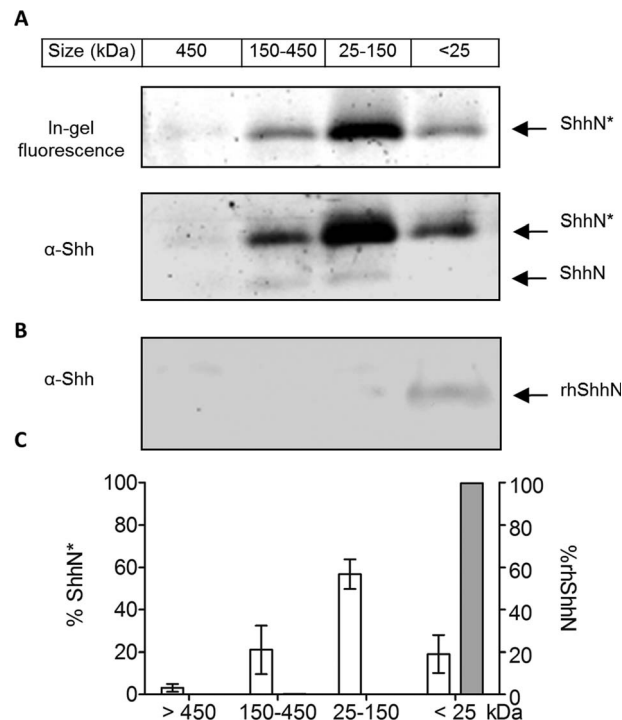 A
Size (kDa) 450 150-450 25-150 <25
In-gel
fluorescence
ShhN*
α-Shh
ShhN*
ShhN
B
α-Shh
rhShhN
C
% ShhN*
100
80
60
40
20
0
100
80
60
40
20
0
%rhShhN
> 450 150-450 25-150 < 25 kDa